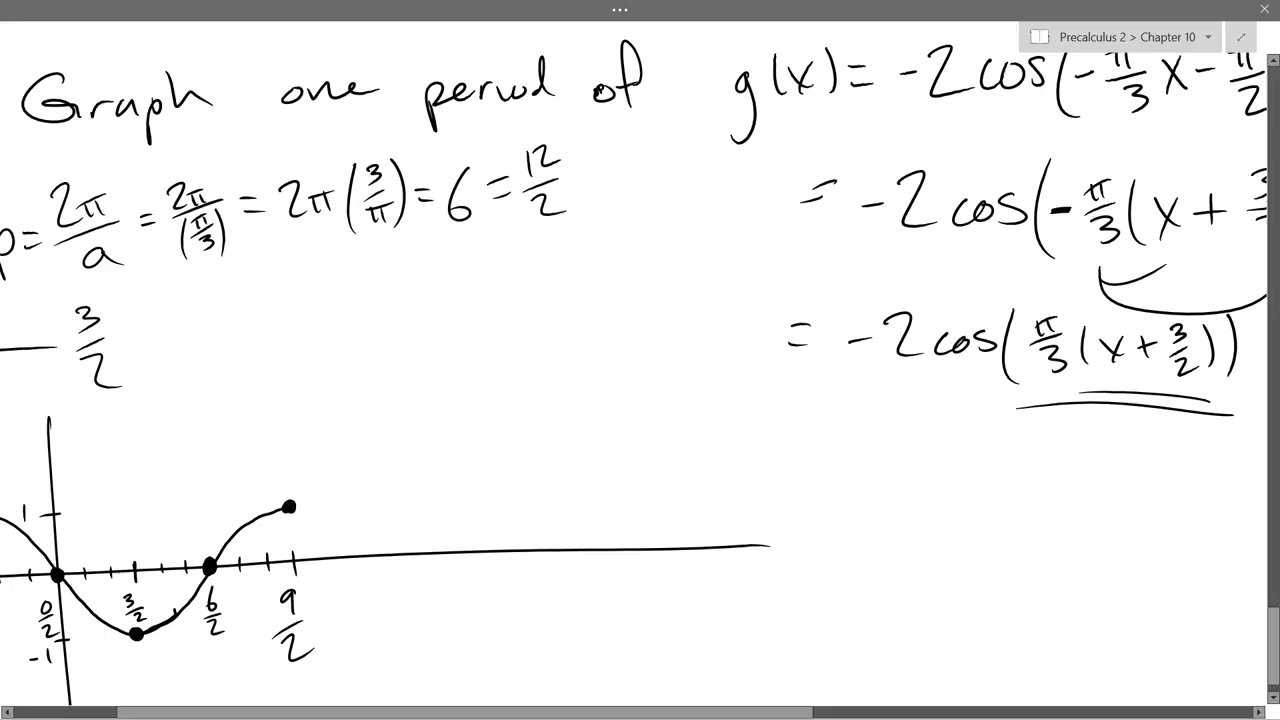 Precalculus 2 > Chapter 10
Graph one period of g(x) = -2cos(-π/3 x - π/2
p = 2π/a = 2π/(π/3) = 2π(3/π) = 6 = 12/2
= -2cos(-π/3(x + 3/
- 3/2
= -2cos(π/3(x + 3/2))
1
0/2 3/2 6/2 9/2
-1